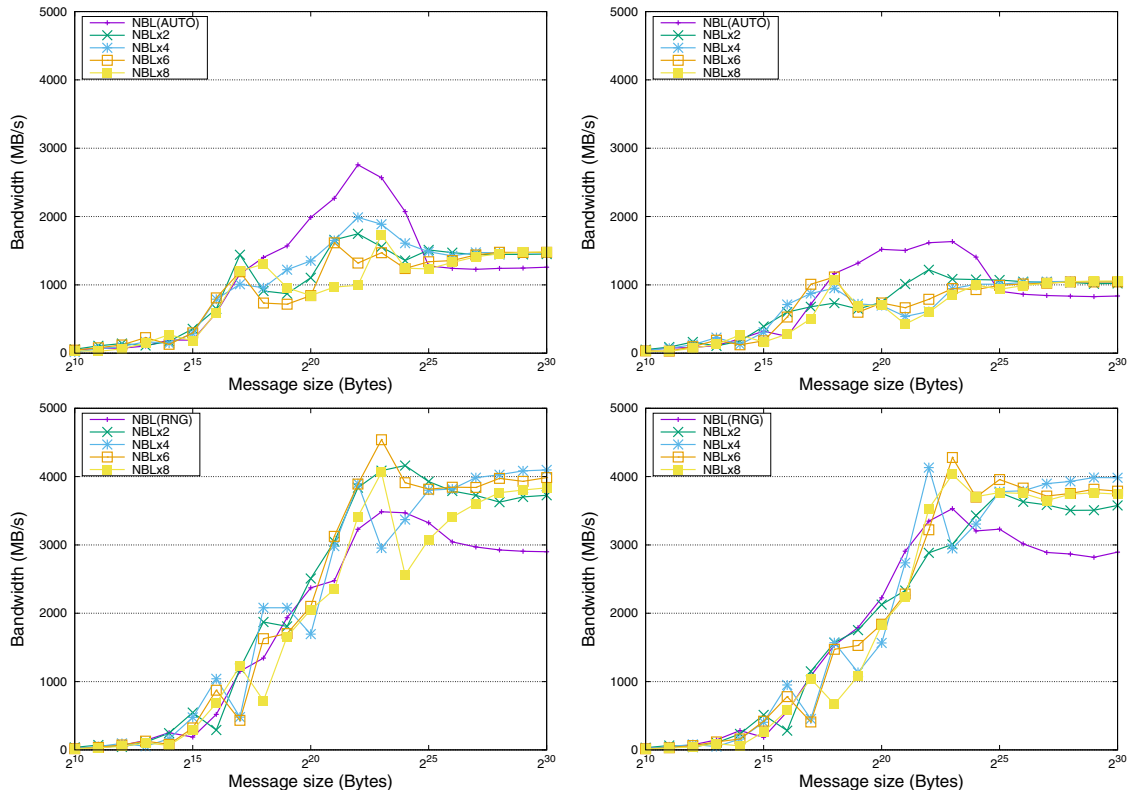 5000
4000
3000
2000
1000
0
Bandwidth (MB/s)
NBL(AUTO)
NBLx2
NBLx4
NBLx6
NBLx8
2^10 2^15 2^20 2^25 2^30
Message size (Bytes)
5000
4000
3000
2000
1000
0
Bandwidth (MB/s)
NBL(AUTO)
NBLx2
NBLx4
NBLx6
NBLx8
2^10 2^15 2^20 2^25 2^30
Message size (Bytes)
5000
4000
3000
2000
1000
0
Bandwidth (MB/s)
NBL(RNG)
NBLx2
NBLx4
NBLx6
NBLx8
2^10 2^15 2^20 2^25 2^30
Message size (Bytes)
5000
4000
3000
2000
1000
0
Bandwidth (MB/s)
NBL(RNG)
NBLx2
NBLx4
NBLx6
NBLx8
2^10 2^15 2^20 2^25 2^30
Message size (Bytes)